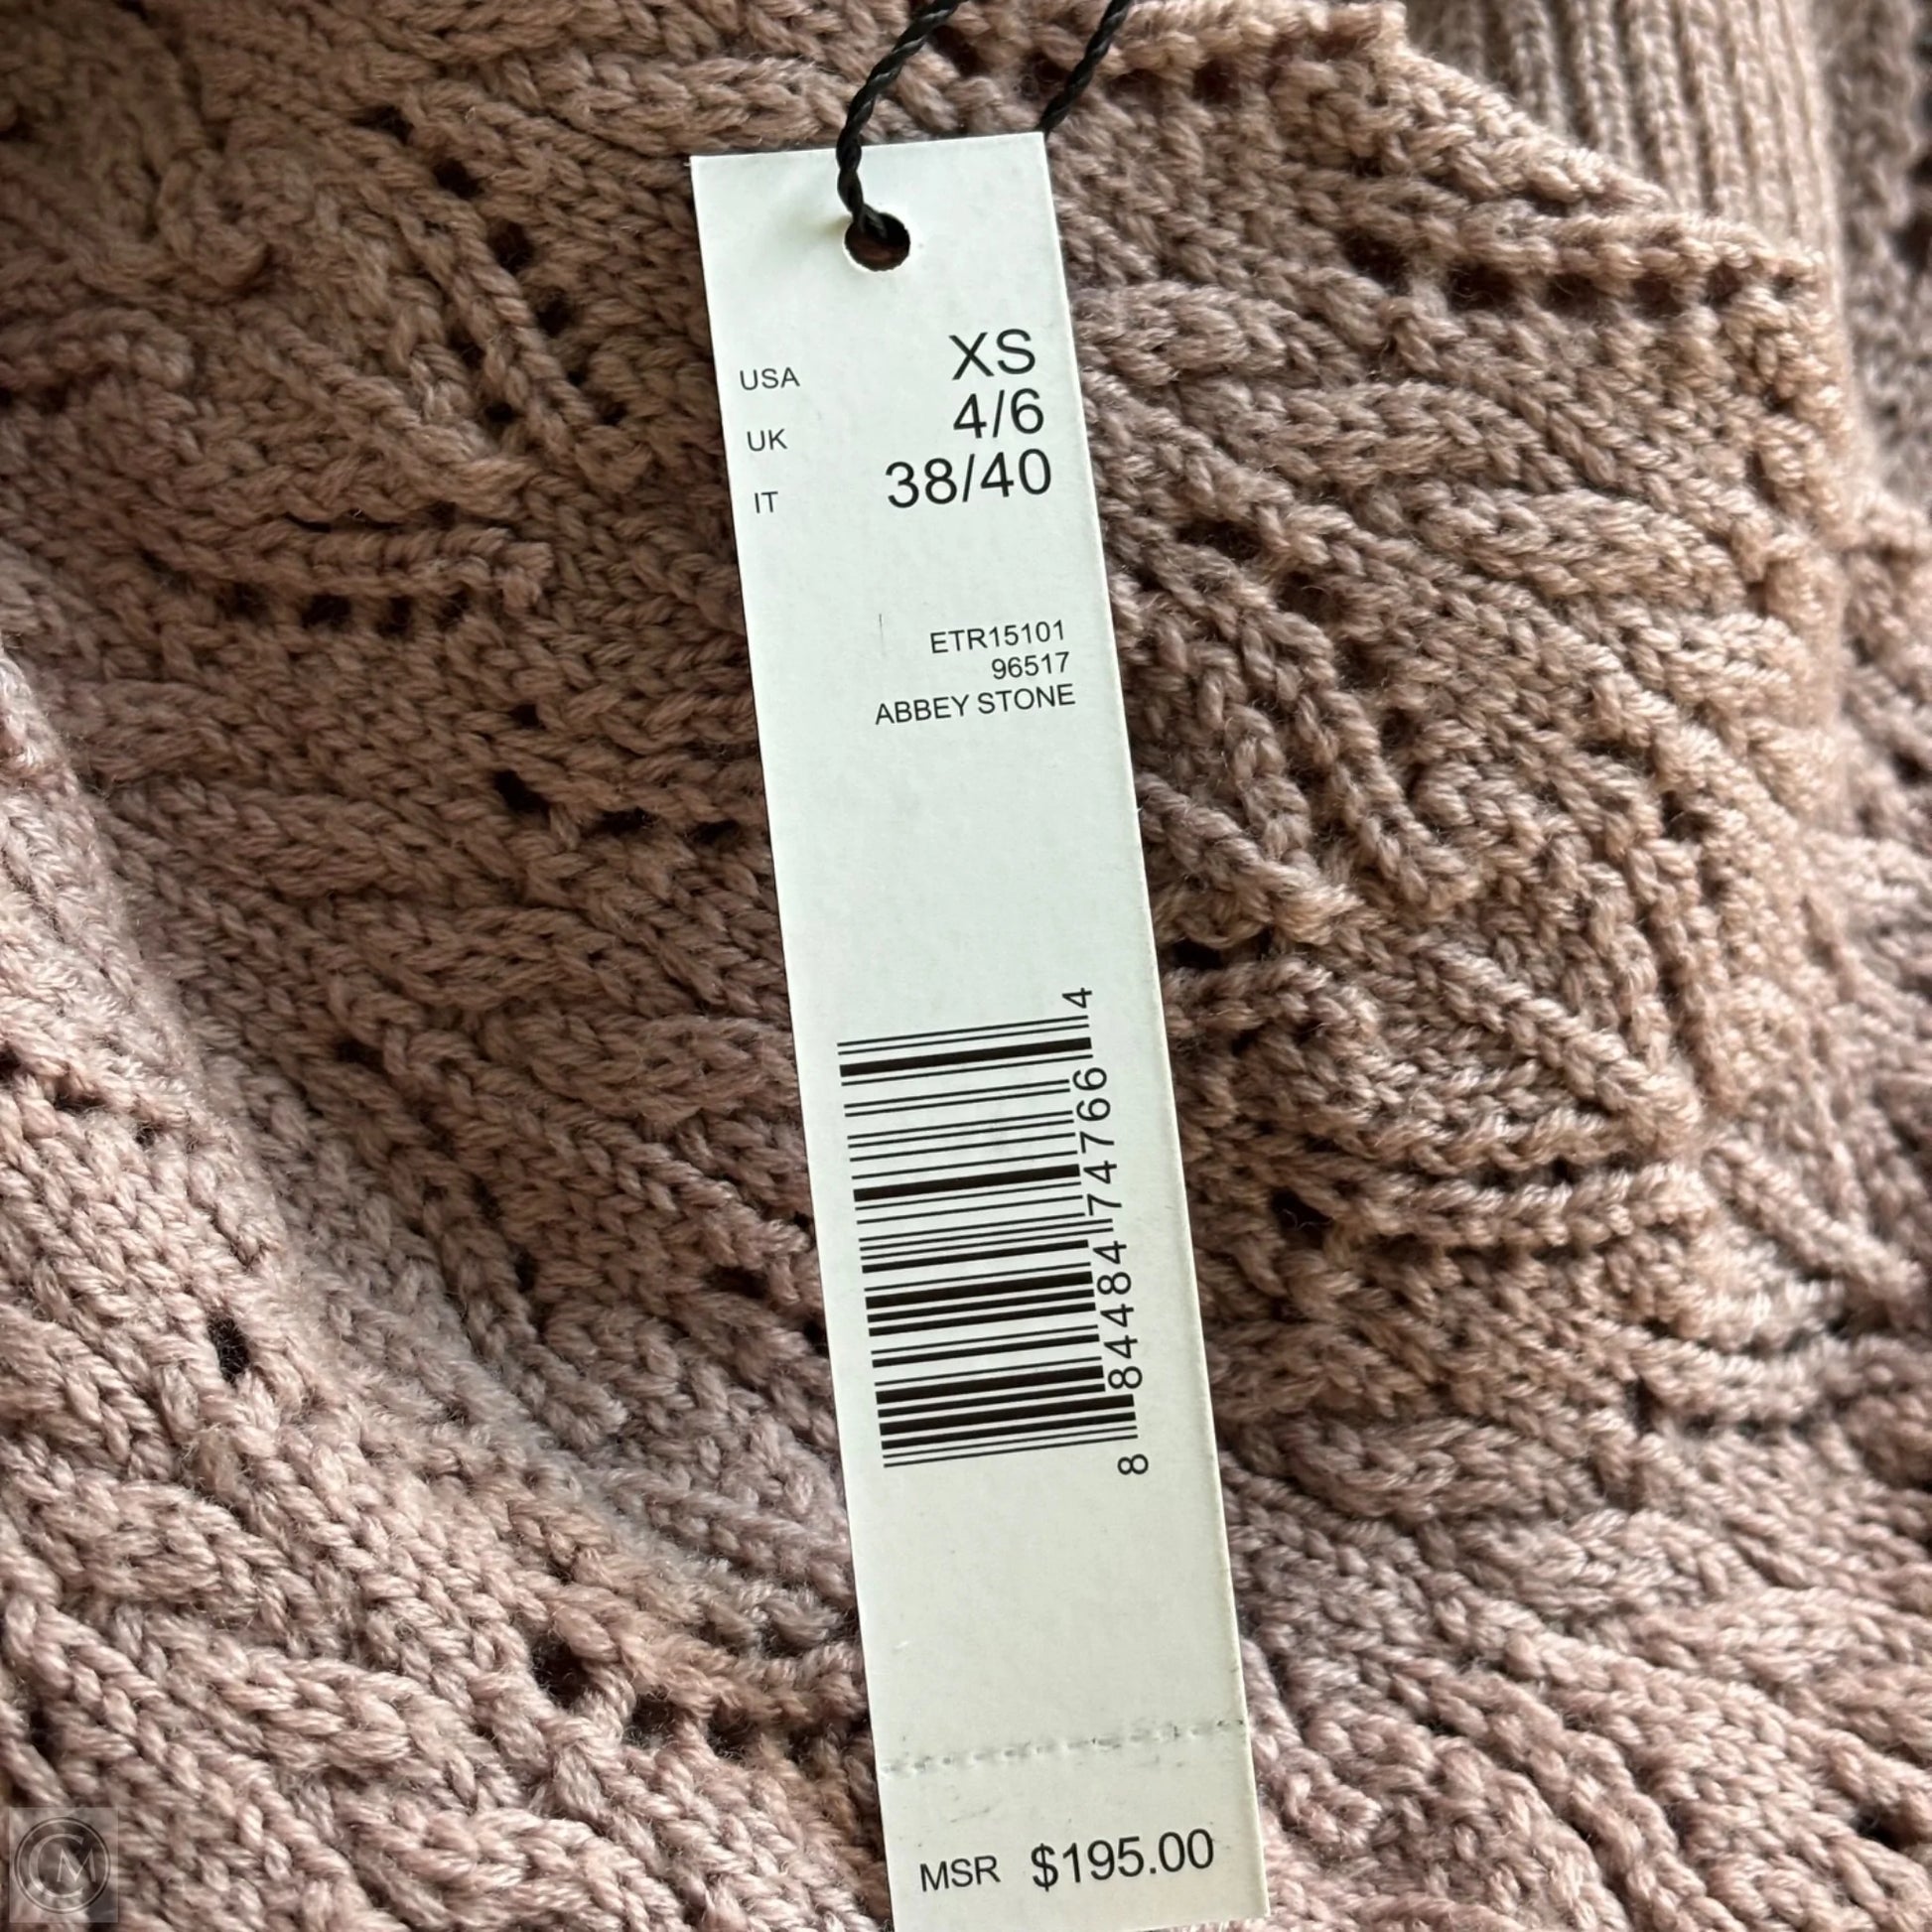 USA XS
UK 4/6
IT 38/40
ETR15101
96517
ABBEY STONE
8 84484 74766 4
MSR $195.00
CM